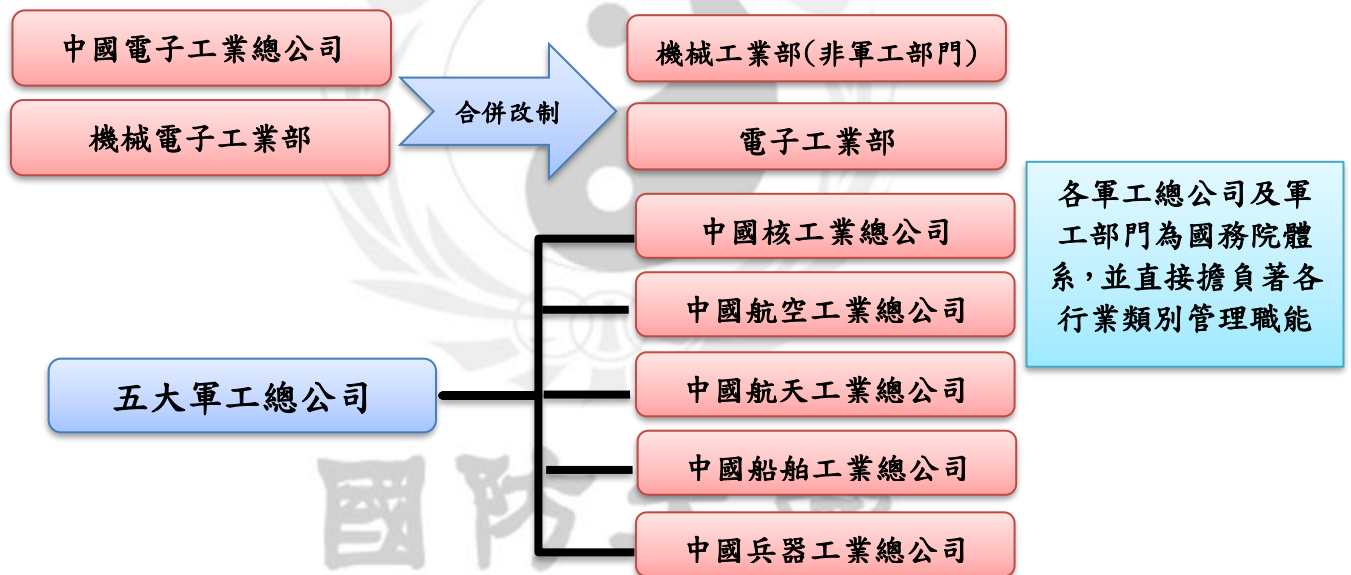 中國電子工業總公司
機械電子工業部
合併改制
機械工業部(非軍工部門)
電子工業部
五大軍工總公司
中國核工業總公司
中國航空工業總公司
中國航天工業總公司
中國船舶工業總公司
中國兵器工業總公司
各軍工總公司及軍
工部門為國務院體
系，並直接擔負著各
行業類別管理職能
國防